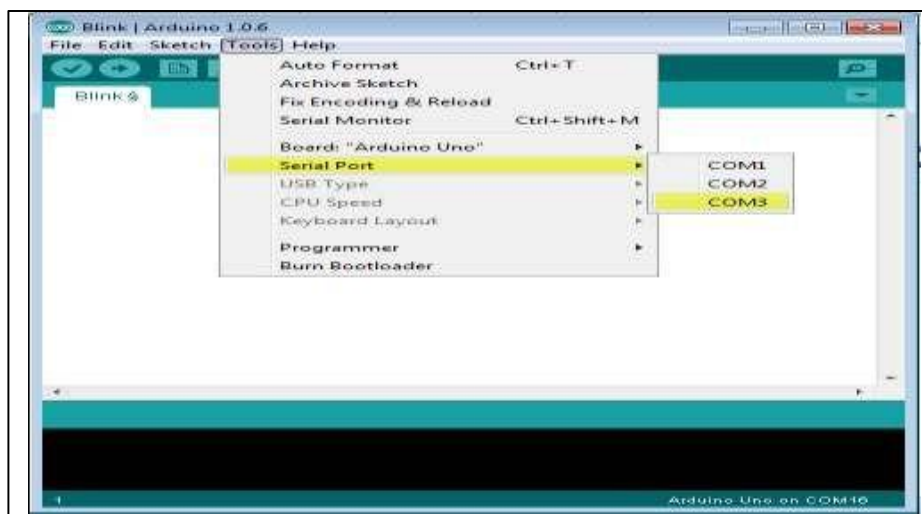 Blink | Arduino 1.0.6
File Edit Sketch Tools Help
Blink §
Auto Format Ctrl+T
Archive Sketch
Fix Encoding & Reload
Serial Monitor Ctrl+Shift+M
Board: "Arduino Uno"
Serial Port
USB Type
CPU Speed
Keyboard Layout
Programmer
Burn Bootloader
COM1
COM2
COM3
1
Arduino Uno on COM16